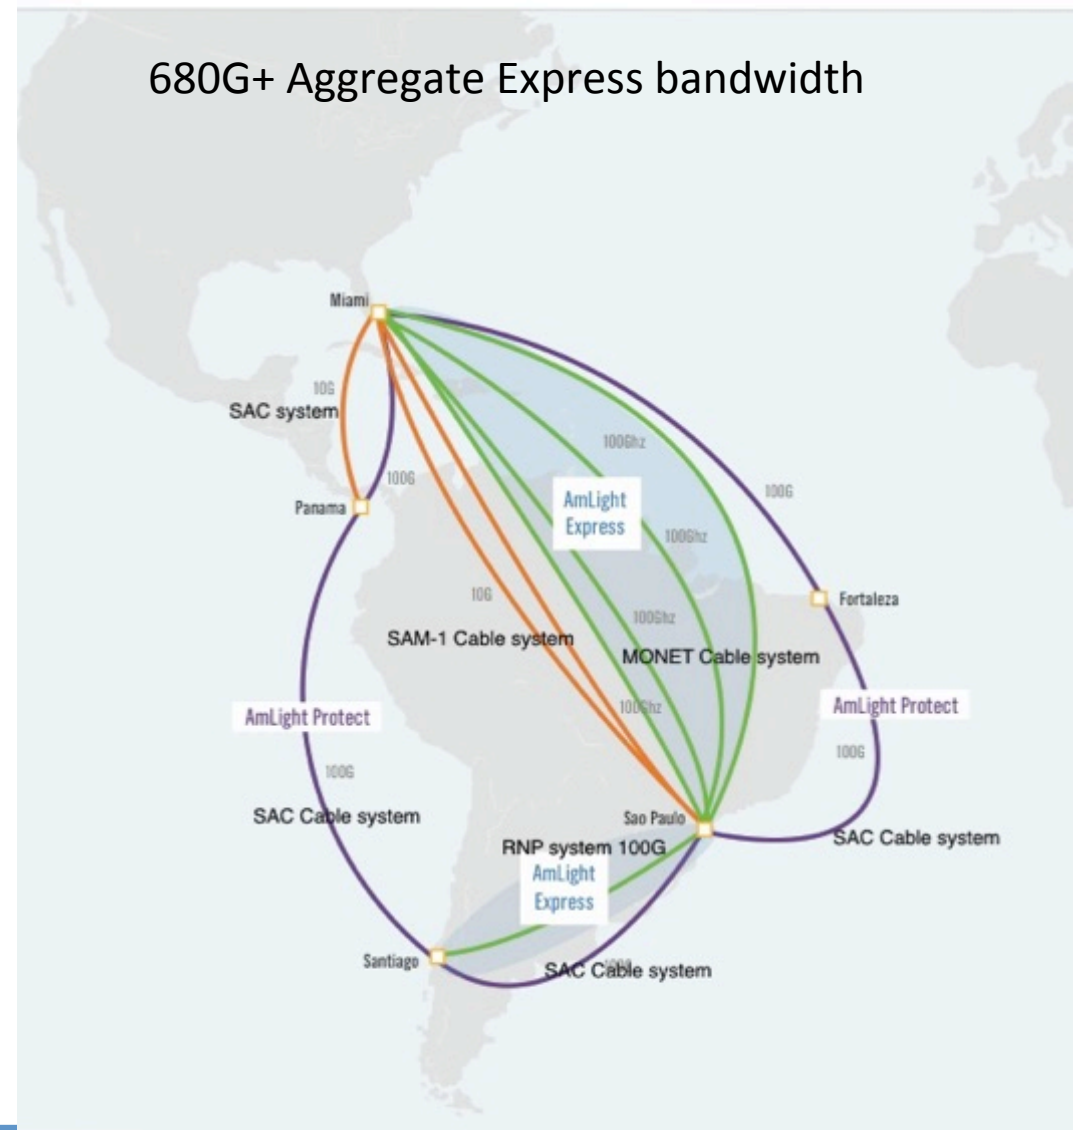 680G+ Aggregate Express bandwidth
Miami
10G
SAC system
100G
Panama
100Ghz
100G
AmLight
Express
100Ghz
10G
100Ghz
Fortaleza
SAM-1 Cable system
MONET Cable system
100Ghz
AmLight Protect
AmLight Protect
100G
100G
SAC Cable system
Sao Paulo
SAC Cable system
RNP system 100G
AmLight
Express
Santiago
SAC Cable system